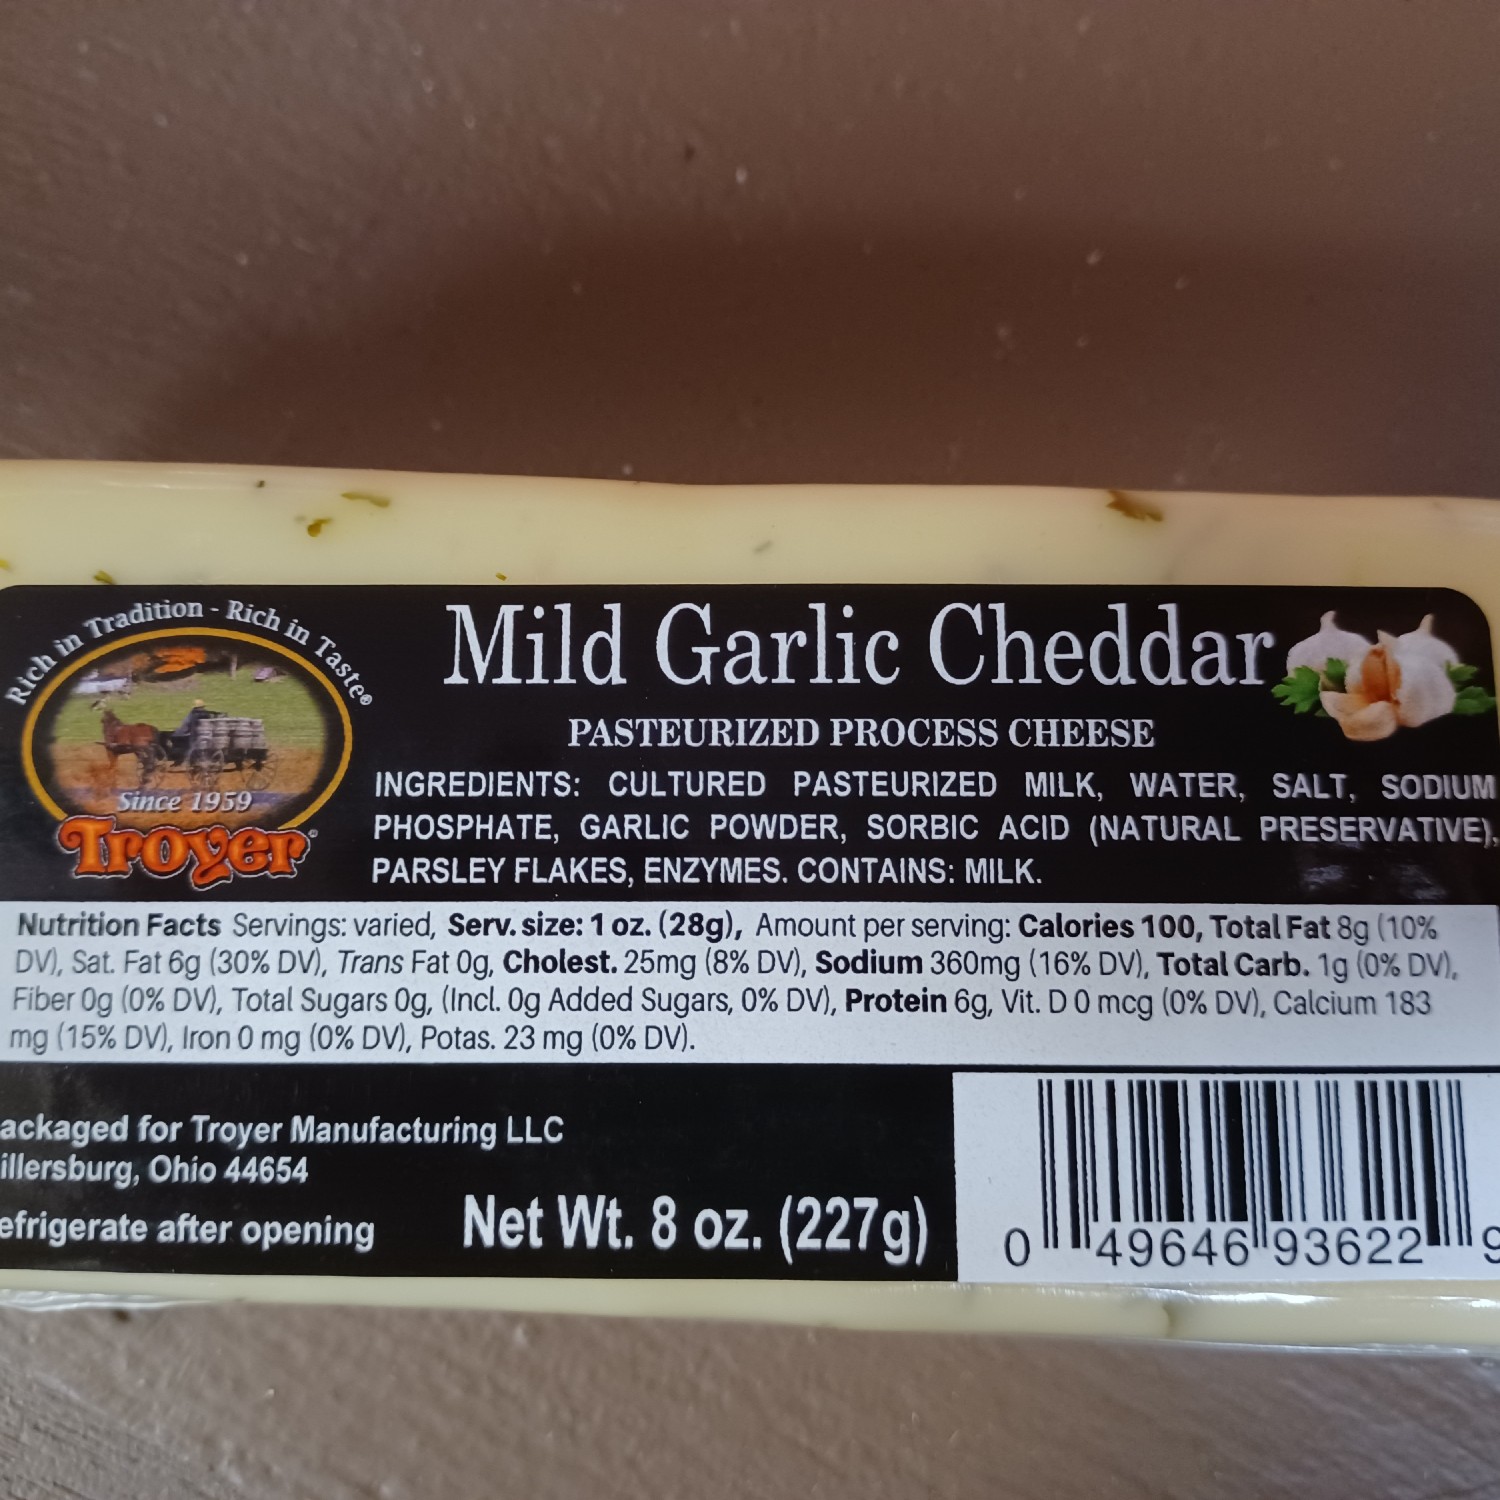 Rich in Tradition - Rich in Taste®
Since 1959
Troyer®
Mild Garlic Cheddar
PASTEURIZED PROCESS CHEESE
INGREDIENTS: CULTURED PASTEURIZED MILK, WATER, SALT, SODIUM
PHOSPHATE, GARLIC POWDER, SORBIC ACID (NATURAL PRESERVATIVE),
PARSLEY FLAKES, ENZYMES. CONTAINS: MILK.
Nutrition Facts Servings: varied, Serv. size: 1 oz. (28g), Amount per serving: Calories 100, Total Fat 8g (10%
DV), Sat. Fat 6g (30% DV), Trans Fat 0g, Cholest. 25mg (8% DV), Sodium 360mg (16% DV), Total Carb. 1g (0% DV),
Fiber 0g (0% DV), Total Sugars 0g, (Incl. 0g Added Sugars, 0% DV), Protein 6g, Vit. D 0 mcg (0% DV), Calcium 183
mg (15% DV), Iron 0 mg (0% DV), Potas. 23 mg (0% DV).
ackaged for Troyer Manufacturing LLC
illersburg, Ohio 44654
efrigerate after opening
Net Wt. 8 oz. (227g)
0 49646 93622 9